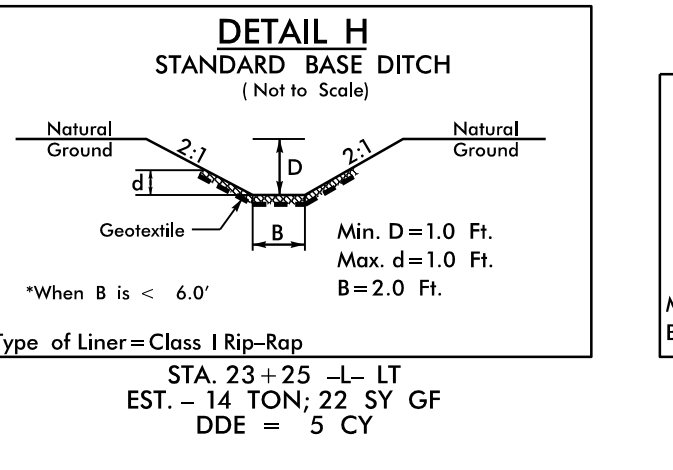 DETAIL H
STANDARD BASE DITCH
( Not to Scale)
Natural
Ground
2:1
D
2:1
Natural
Ground
d
Geotextile
B
Min. D=1.0 Ft.
Max. d=1.0 Ft.
B=2.0 Ft.
*When B is < 6.0'
Type of Liner=Class I Rip-Rap
STA. 23+25 -L- LT
EST. - 14 TON; 22 SY GF
DDE = 5 CY